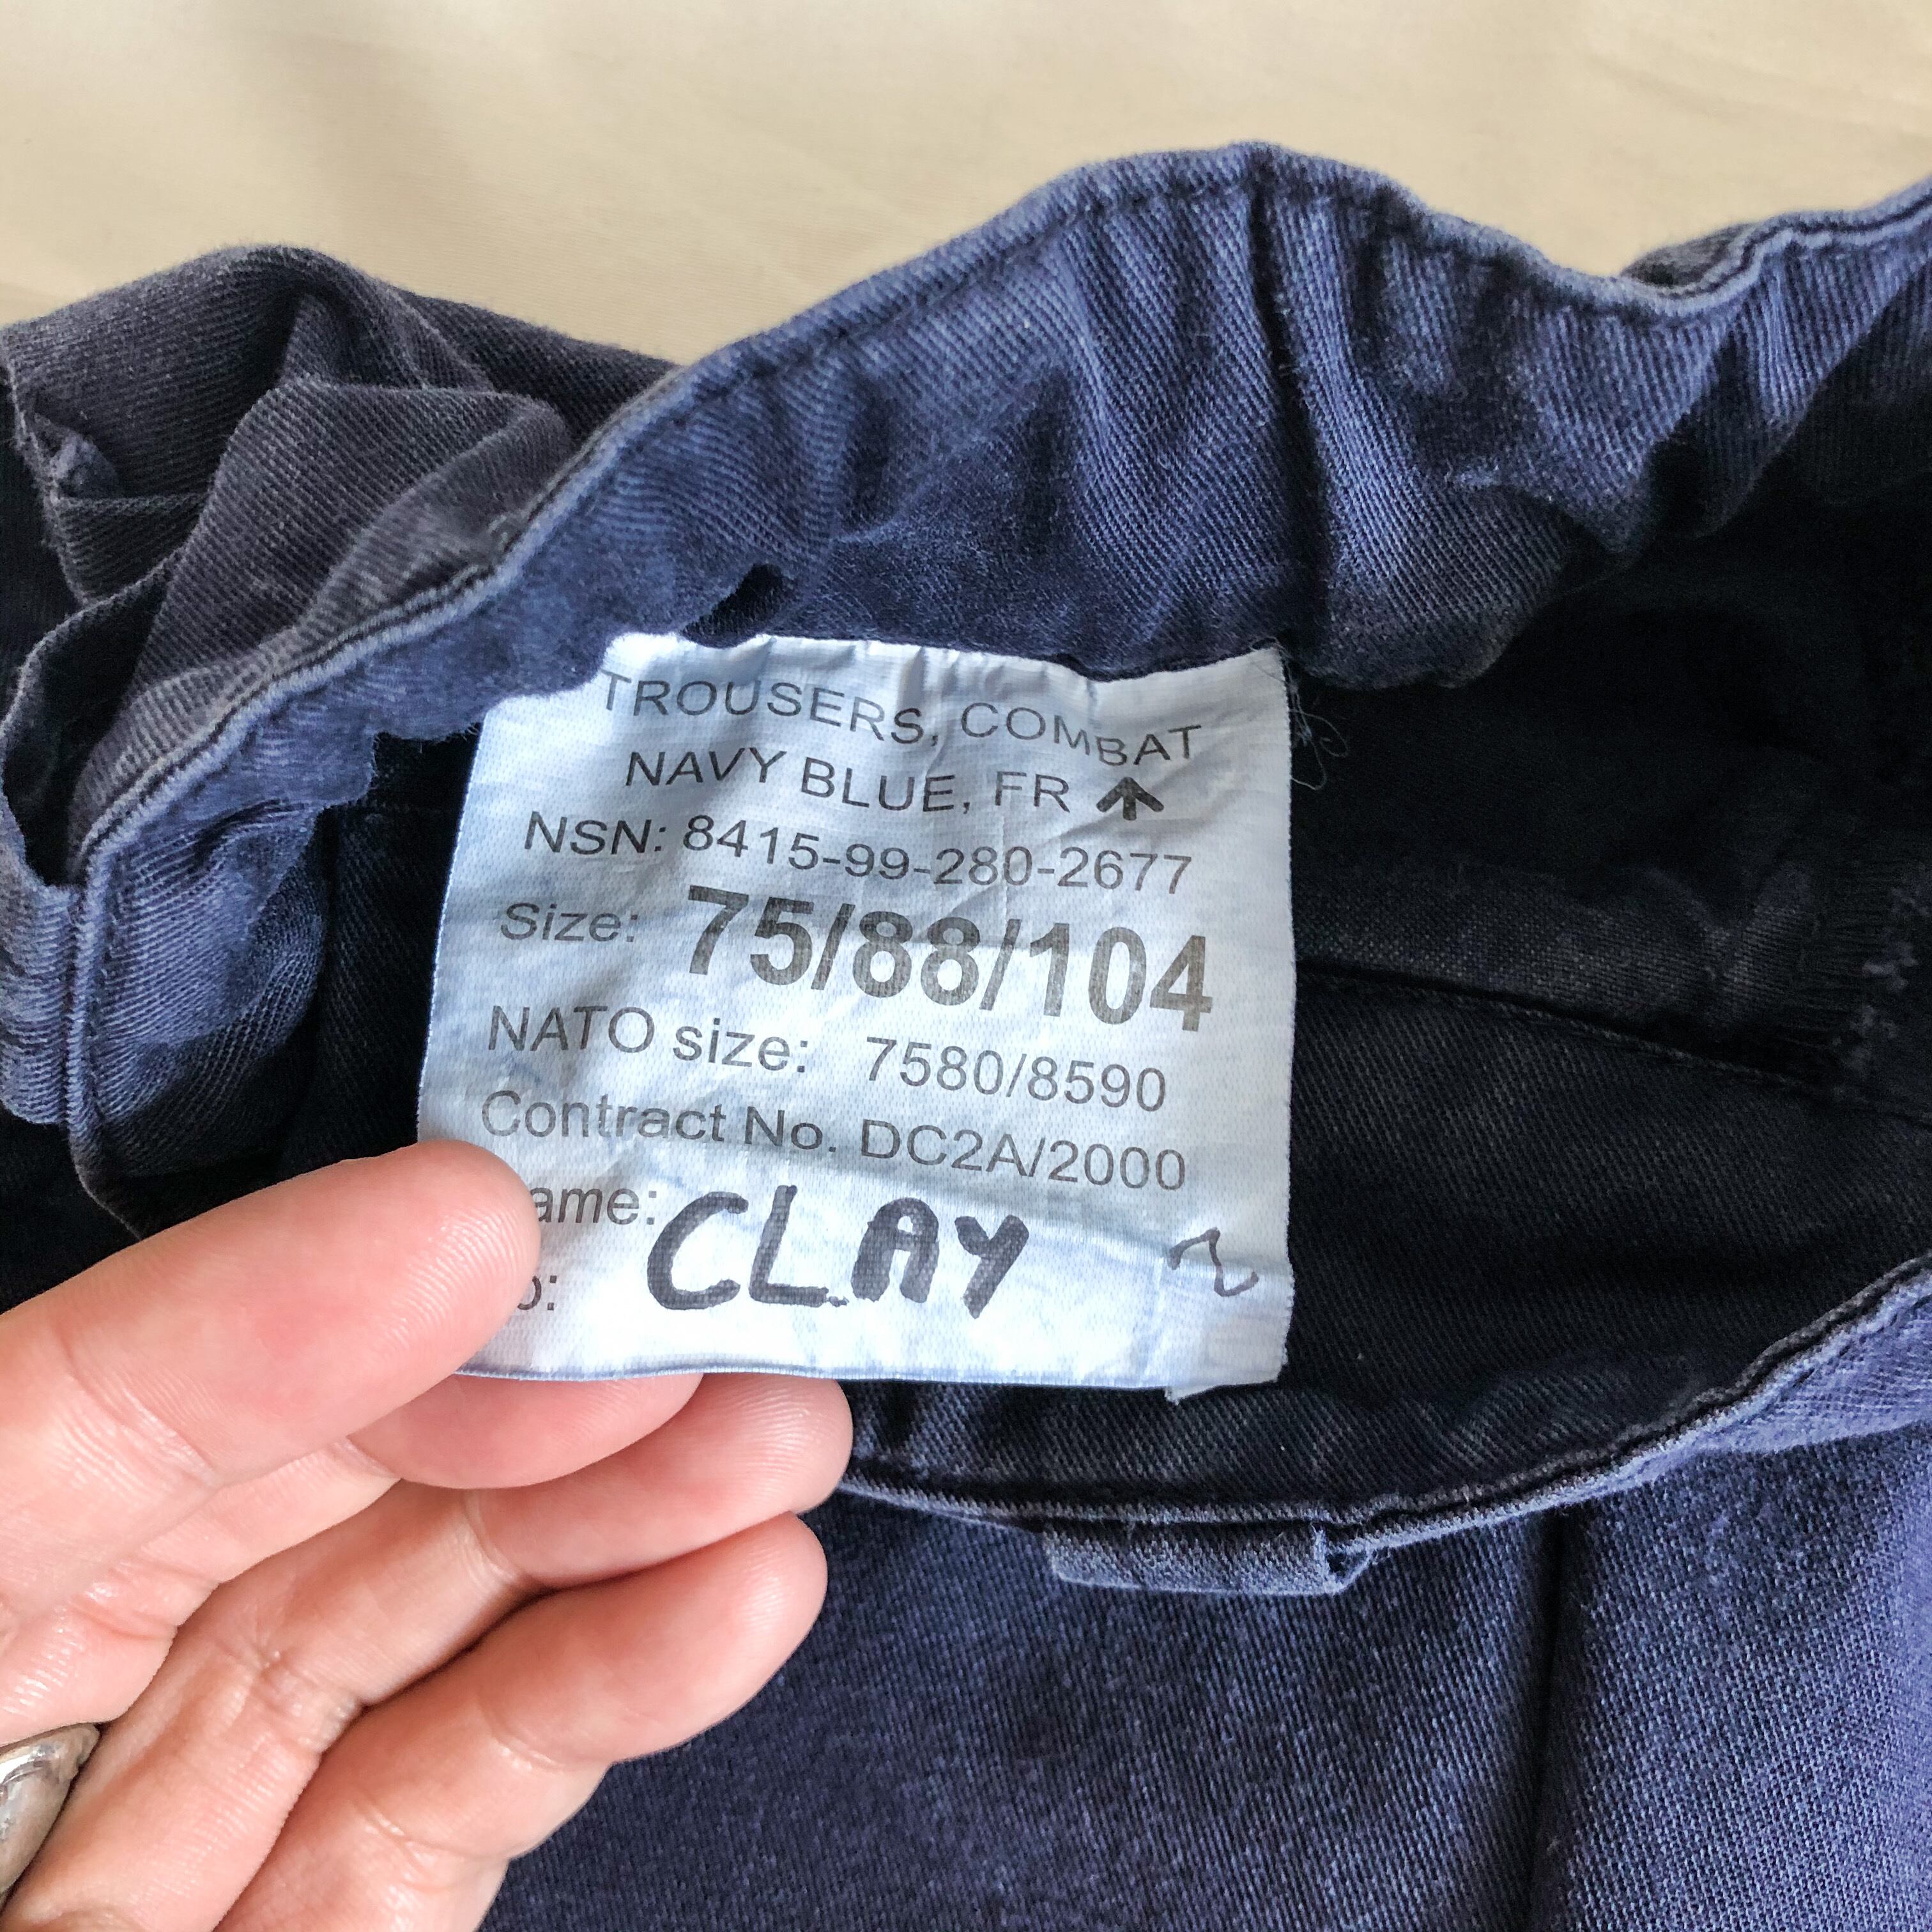 TROUSERS, COMBAT
NAVY BLUE, FR
NSN: 8415-99-280-2677
Size: 75/88/104
NATO size: 7580/8590
Contract No. DC2A/2000
ame: CLAY
o: